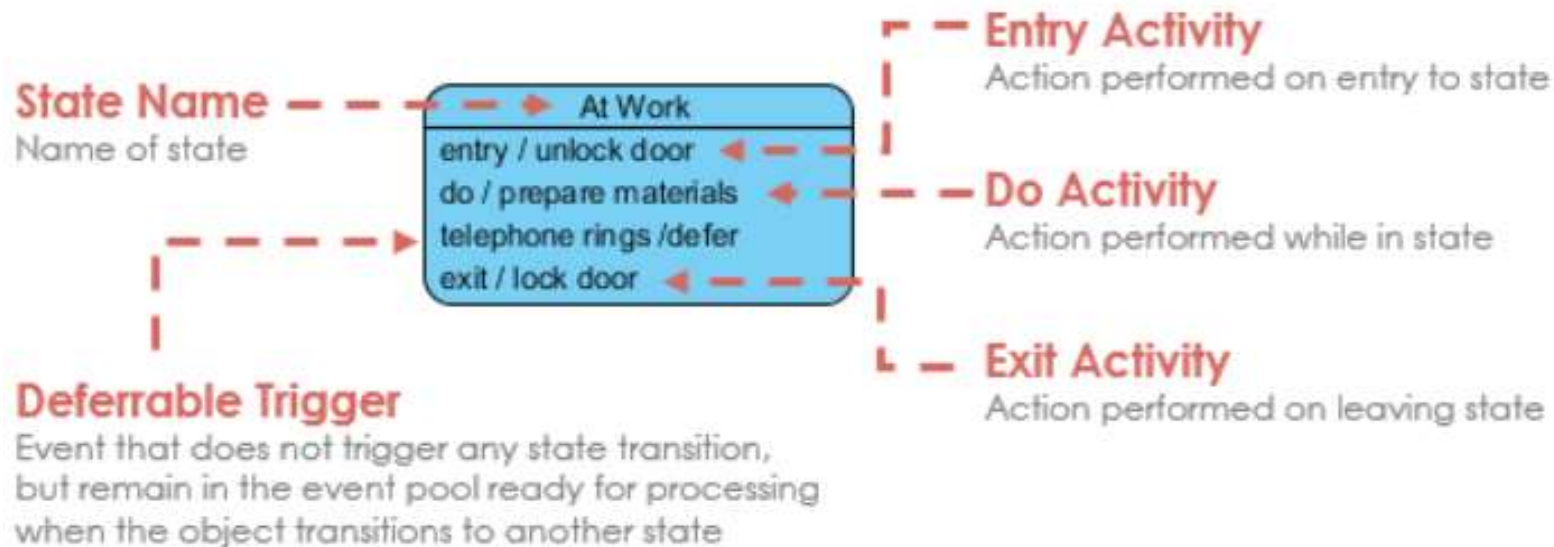 State Name
Name of state
At Work
entry / unlock door
do / prepare materials
telephone rings /defer
exit / lock door
Entry Activity
Action performed on entry to state
Do Activity
Action performed while in state
Exit Activity
Action performed on leaving state
Deferrable Trigger
Event that does not trigger any state transition,
but remain in the event pool ready for processing
when the object transitions to another state